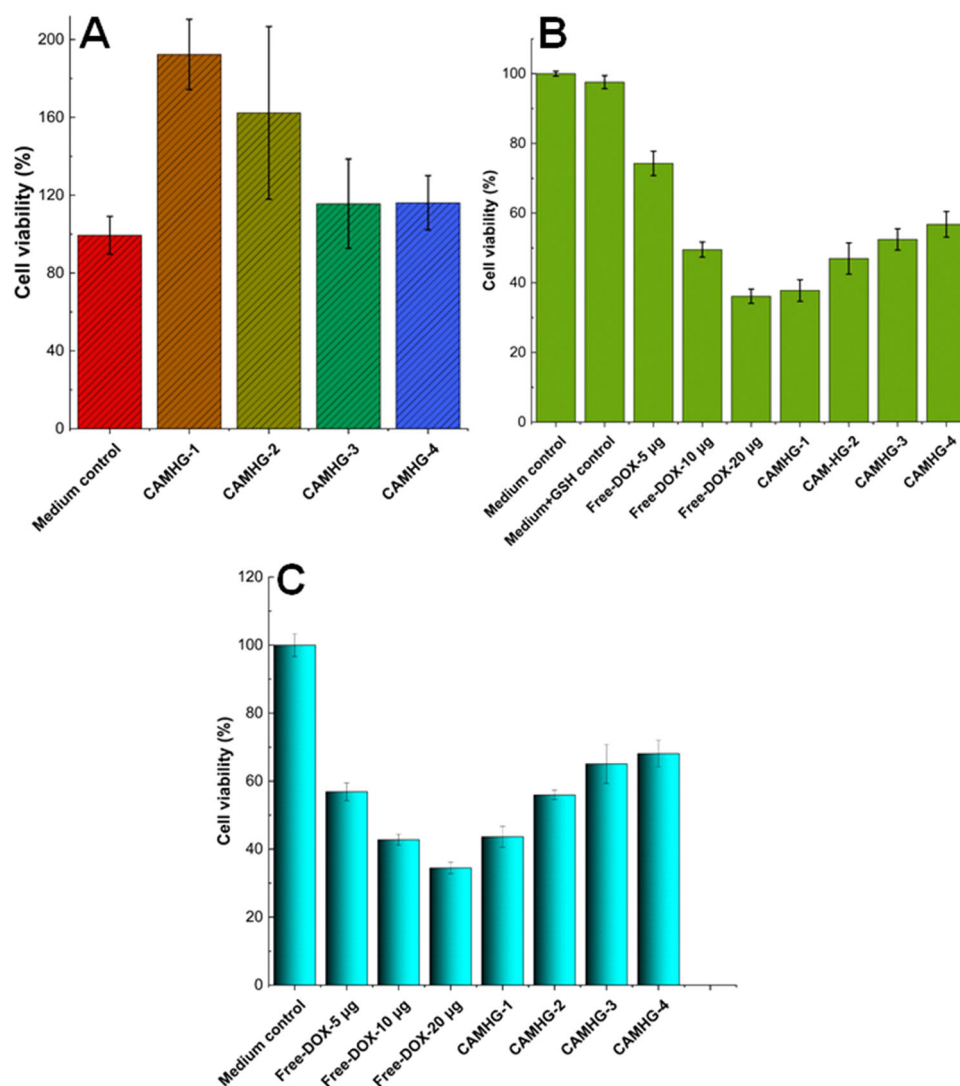 A
Cell viability (%)
200
160
120
80
40
0
Medium control
CAMHG-1
CAMHG-2
CAMHG-3
CAMHG-4
B
Cell viability (%)
100
80
60
40
20
0
Medium control
Medium+GSH control
Free-DOX-5 μg
Free-DOX-10 μg
Free-DOX-20 μg
CAMHG-1
CAM-HG-2
CAMHG-3
CAMHG-4
C
Cell viability (%)
120
100
80
60
40
20
0
Medium control
Free-DOX-5 μg
Free-DOX-10 μg
Free-DOX-20 μg
CAMHG-1
CAMHG-2
CAMHG-3
CAMHG-4